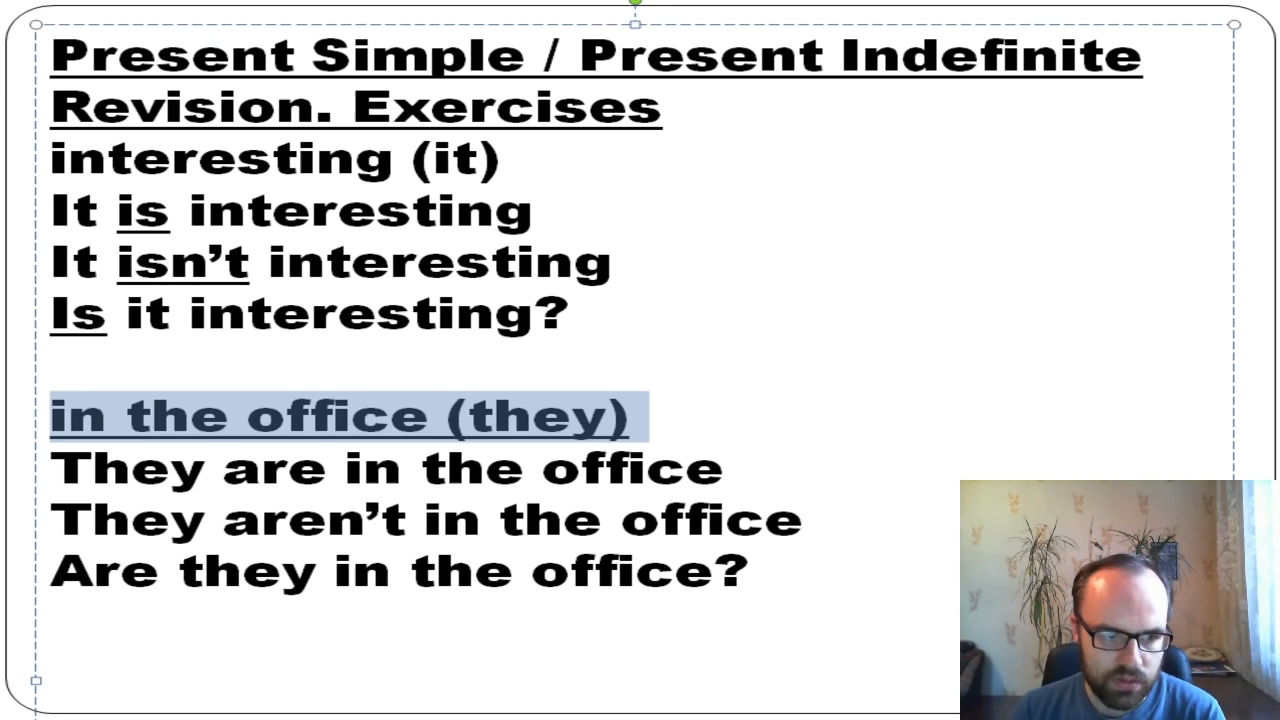 Present Simple / Present Indefinite
Revision. Exercises
interesting (it)
It is interesting
It isn’t interesting
Is it interesting?
in the office (they)
They are in the office
They aren’t in the office
Are they in the office?